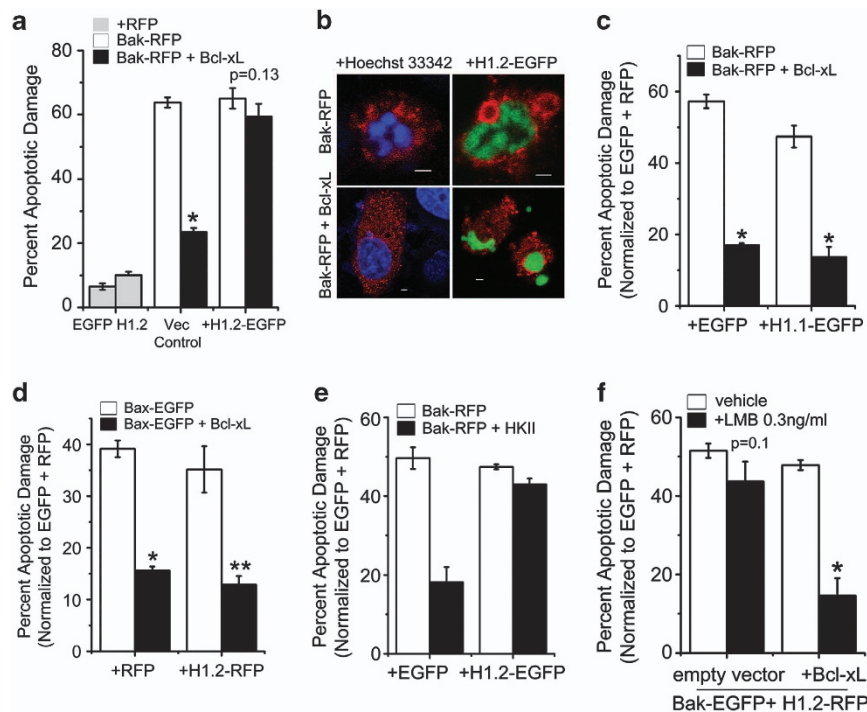 a
+RFP
Bak-RFP
Bak-RFP + Bcl-xL
p=0.13
*
Percent Apoptotic Damage
80
60
40
20
0
EGFP H1.2
Vec
Control
+H1.2-EGFP
b
+Hoechst 33342
+H1.2-EGFP
Bak-RFP
Bak-RFP + Bcl-xL
c
Bak-RFP
Bak-RFP + Bcl-xL
Percent Apoptotic Damage
(Normalized to EGFP + RFP)
60
40
20
0
*
*
+EGFP
+H1.1-EGFP
d
Bax-EGFP
Bax-EGFP + Bcl-xL
Percent Apoptotic Damage
(Normalized to EGFP + RFP)
40
30
20
10
0
*
**
+RFP
+H1.2-RFP
e
Bak-RFP
Bak-RFP + HKII
Percent Apoptotic Damage
(Normalized to EGFP + RFP)
60
40
20
0
+EGFP
+H1.2-EGFP
f
vehicle
+LMB 0.3ng/ml
p=0.1
*
Percent Apoptotic Damage
(Normalized to EGFP + RFP)
60
40
20
0
empty vector
+Bcl-xL
Bak-EGFP+ H1.2-RFP